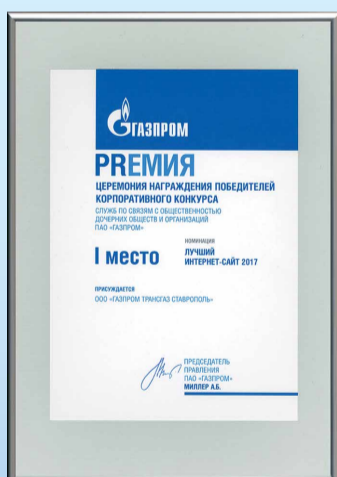 ГАЗПРОМ
PRЕМИЯ
ЦЕРЕМОНИЯ НАГРАЖДЕНИЯ ПОБЕДИТЕЛЕЙ
КОРПОРАТИВНОГО КОНКУРСА
СЛУЖБ ПО СВЯЗЯМ С ОБЩЕСТВЕННОСТЬЮ
ДОЧЕРНИХ ОБЩЕСТВ И ОРГАНИЗАЦИЙ
ПАО «ГАЗПРОМ»
I место
НОМИНАЦИЯ
ЛУЧШИЙ
ИНТЕРНЕТ-САЙТ 2017
ПРИСУЖДАЕТСЯ
ООО «ГАЗПРОМ ТРАНСГАЗ СТАВРОПОЛЬ»
ПРЕДСЕДАТЕЛЬ
ПРАВЛЕНИЯ
ПАО «ГАЗПРОМ»
МИЛЛЕР А.Б.